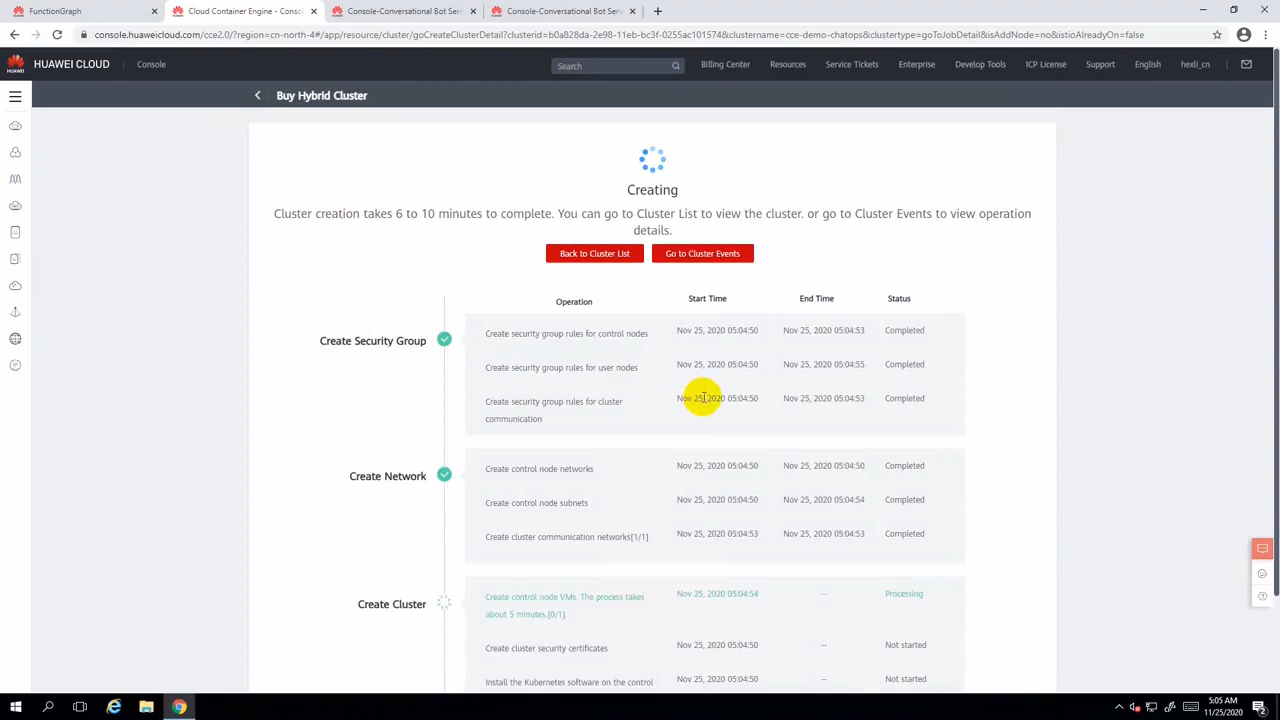 FunctionGraph
Cloud Container Engine - Conso
Console-Conversational Bot Serv
Console-Conversational Bot Serv
console.huaweicloud.com/cce2.0/?region=cn-north-4#/app/resource/cluster/goCreateClusterDetail?clusterid=b0a828da-2e98-11eb-bc3f-0255ac101574&clustername=cce-demo-chatops&clustertype=goToJobDetail&isAddNode=no&istioAlreadyOn=false
HUAWEI CLOUD Console Search Billing Center Resources Service Tickets Enterprise Develop Tools ICP License Support English hexli_cn
Buy Hybrid Cluster
Creating
Cluster creation takes 6 to 10 minutes to complete. You can go to Cluster List to view the cluster. or go to Cluster Events to view operation
details.
Back to Cluster List Go to Cluster Events
Operation Start Time End Time Status
Create Security Group
Create security group rules for control nodes Nov 25, 2020 05:04:50 Nov 25, 2020 05:04:53 Completed
Create security group rules for user nodes Nov 25, 2020 05:04:50 Nov 25, 2020 05:04:55 Completed
Create security group rules for cluster Nov 25, 2020 05:04:50 Nov 25, 2020 05:04:53 Completed
communication
Create Network
Create control node networks Nov 25, 2020 05:04:50 Nov 25, 2020 05:04:50 Completed
Create control node subnets Nov 25, 2020 05:04:50 Nov 25, 2020 05:04:54 Completed
Create cluster communication networks[1/1] Nov 25, 2020 05:04:53 Nov 25, 2020 05:04:53 Completed
Create Cluster
Create control node VMs. The process takes Nov 25, 2020 05:04:54 -- Processing
about 5 minutes.[0/1]
Create cluster security certificates Nov 25, 2020 05:04:50 -- Not started
Install the Kubernetes software on the control Nov 25, 2020 05:04:50 -- Not started
5:05 AM
11/25/2020
2